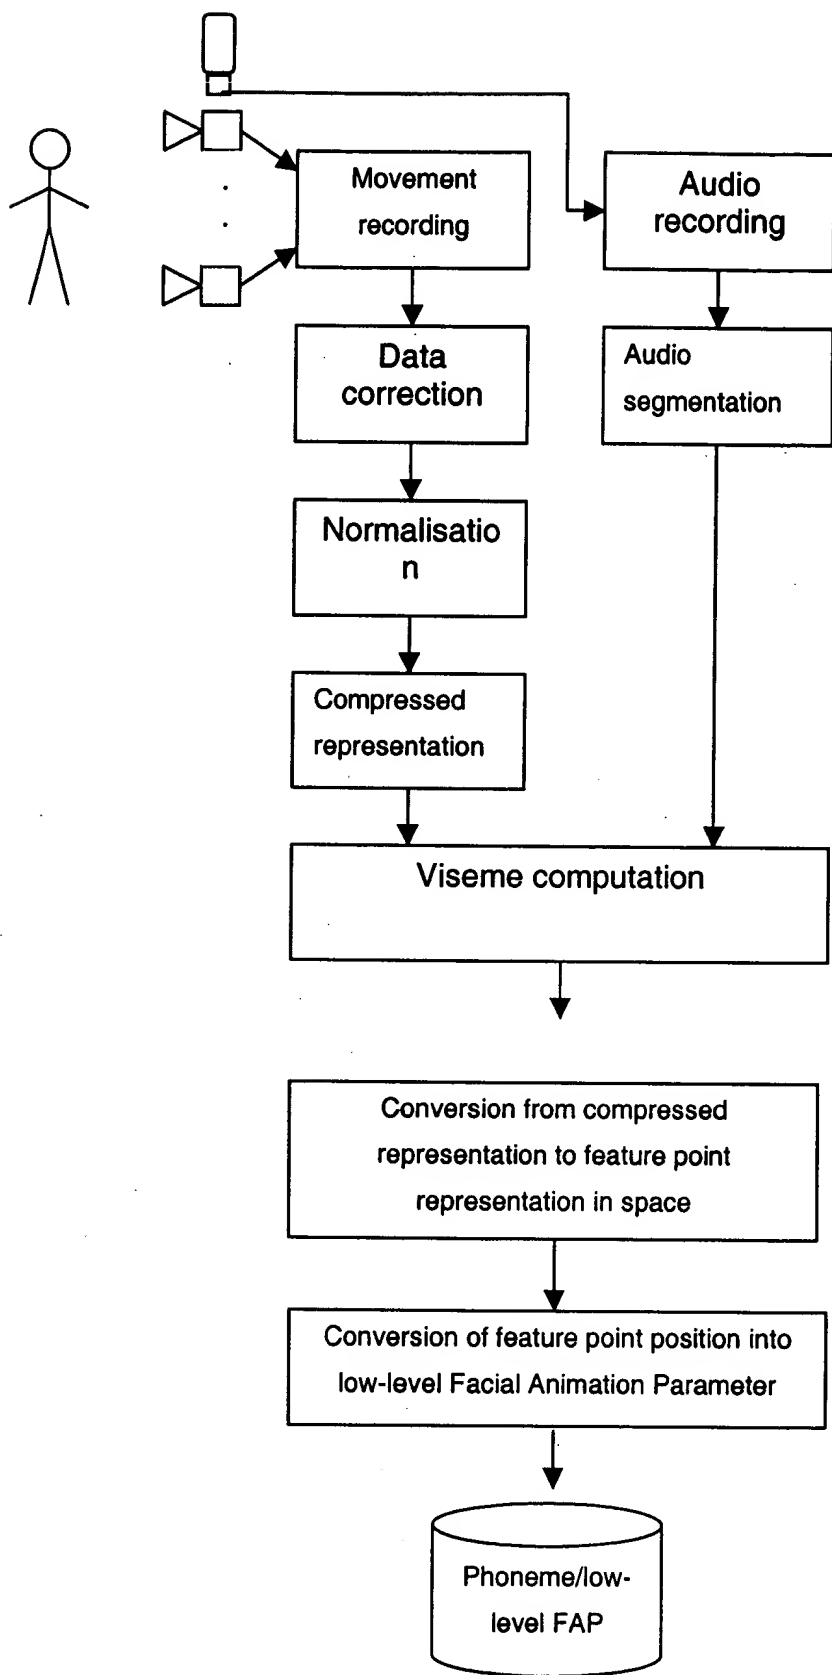 Movement
recording
Audio
recording
Data
correction
Audio
segmentation
Normalisatio
n
Compressed
representation
Viseme computation
Conversion from compressed
representation to feature point
representation in space
Conversion of feature point position into
low-level Facial Animation Parameter
Phoneme/low-
level FAP